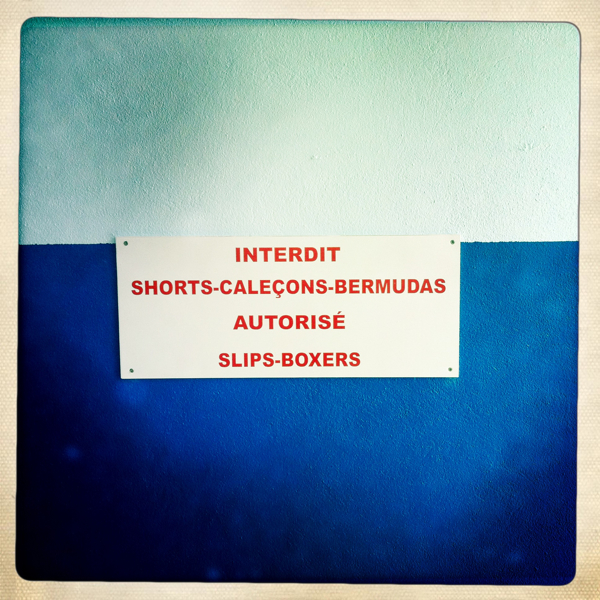 INTERDIT
SHORTS-CALEÇONS-BERMUDAS
AUTORISÉ
SLIPS-BOXERS